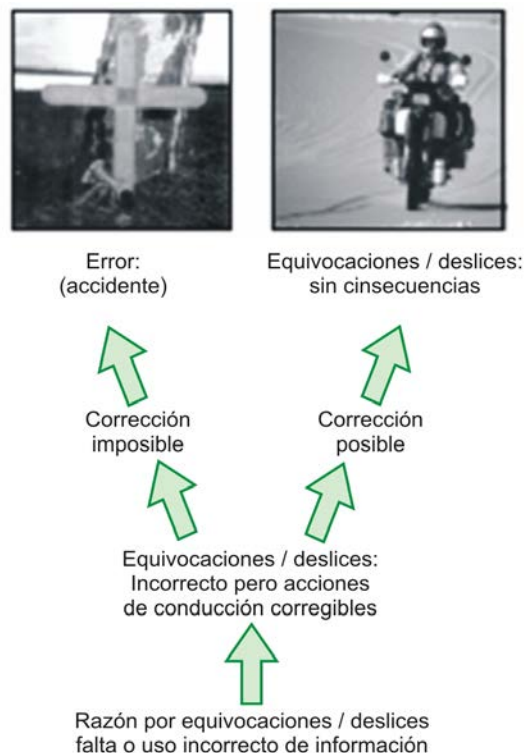 Error:
(accidente)
Equivocaciones / deslices:
sin cinsecuencias
Corrección
imposible
Corrección
posible
Equivocaciones / deslices:
Incorrecto pero acciones
de conducción corregibles
Razón por equivocaciones / deslices
falta o uso incorrecto de información